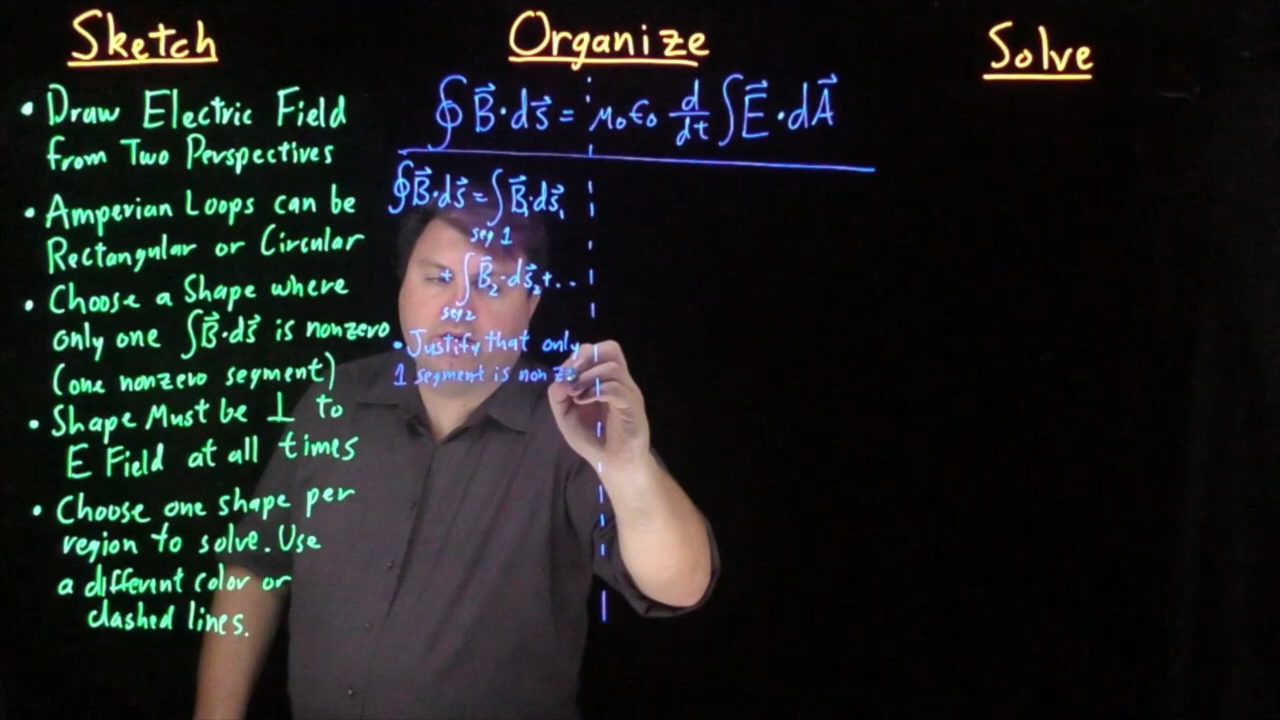 Sketch
• Draw Electric Field
from Two Perspectives
• Amperian Loops can be
Rectangular or Circular
• Choose a Shape where
only one ∫B⃗·ds⃗ is nonzero
(one nonzero segment)
• Shape Must be ⊥ to
E Field at all times
• Choose one shape per
region to solve. Use
a different color or
dashed lines.
Organize
∮B⃗·ds⃗ = μ₀ε₀ d/dt ∫E⃗·dA⃗
∮B⃗·ds⃗ = ∫B⃗₁·ds⃗₁
seg 1
+ ∫B⃗₂·ds⃗₂ + ...
seg 2
• Justify that only
1 segment is non
Solve